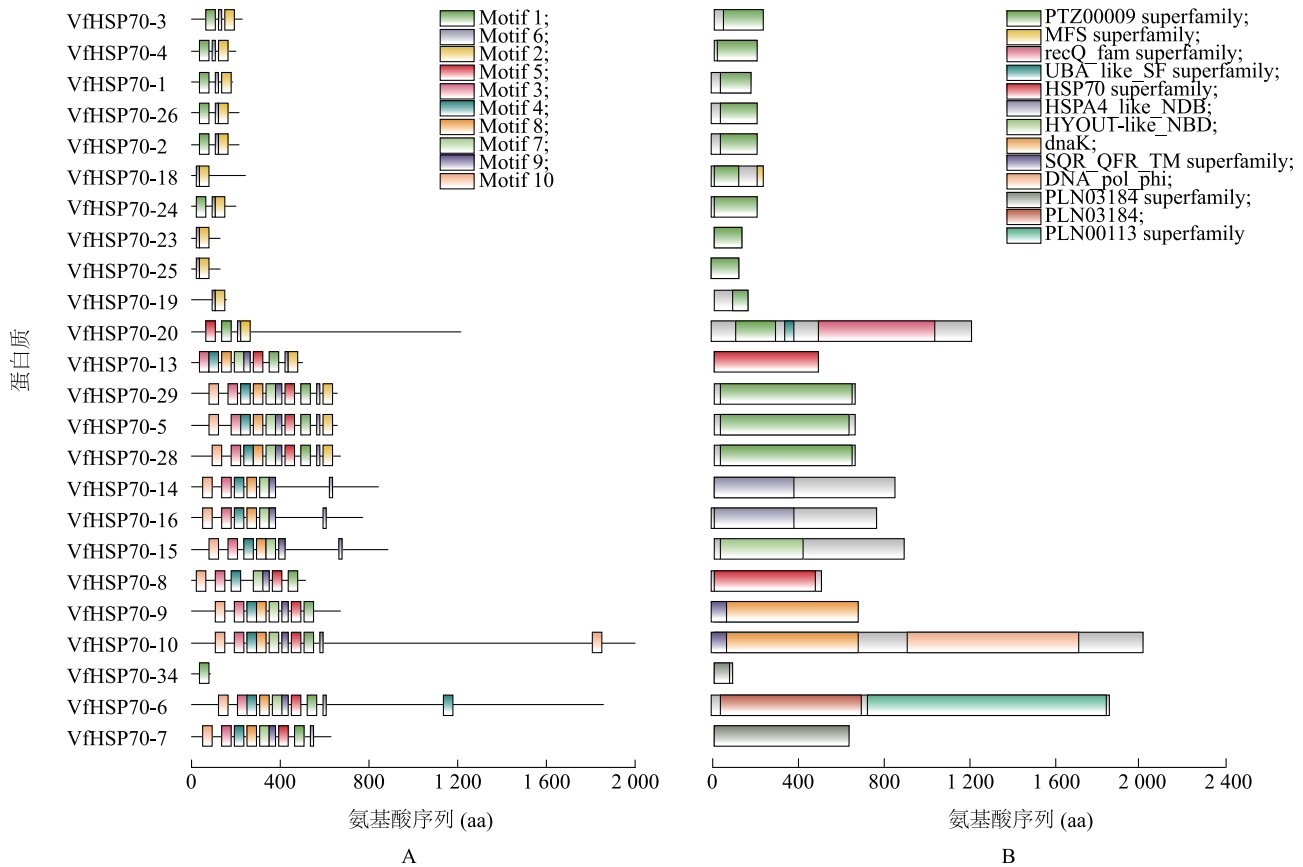 VfHSP70-3
VfHSP70-4
VfHSP70-1
VfHSP70-26
VfHSP70-2
VfHSP70-18
VfHSP70-24
VfHSP70-23
VfHSP70-25
VfHSP70-19
VfHSP70-20
VfHSP70-13
VfHSP70-29
VfHSP70-5
VfHSP70-28
VfHSP70-14
VfHSP70-16
VfHSP70-15
VfHSP70-8
VfHSP70-9
VfHSP70-10
VfHSP70-34
VfHSP70-6
VfHSP70-7
蛋白质
Motif 1;
Motif 6;
Motif 2;
Motif 5;
Motif 3;
Motif 4;
Motif 8;
Motif 7;
Motif 9;
Motif 10
0 400 800 1 200 1 600 2 000
氨基酸序列 (aa)
A
PTZ00009 superfamily;
MFS superfamily;
recQ_fam superfamily;
UBA_like_SF superfamily;
HSP70 superfamily;
HSPA4_like_NDB;
HYOU1-like_NBD;
dnaK;
SQR_QFR_TM superfamily;
DNA_pol_phi;
PLN03184 superfamily;
PLN03184;
PLN00113 superfamily
0 400 800 1 200 1 600 2 000 2 400
氨基酸序列 (aa)
B